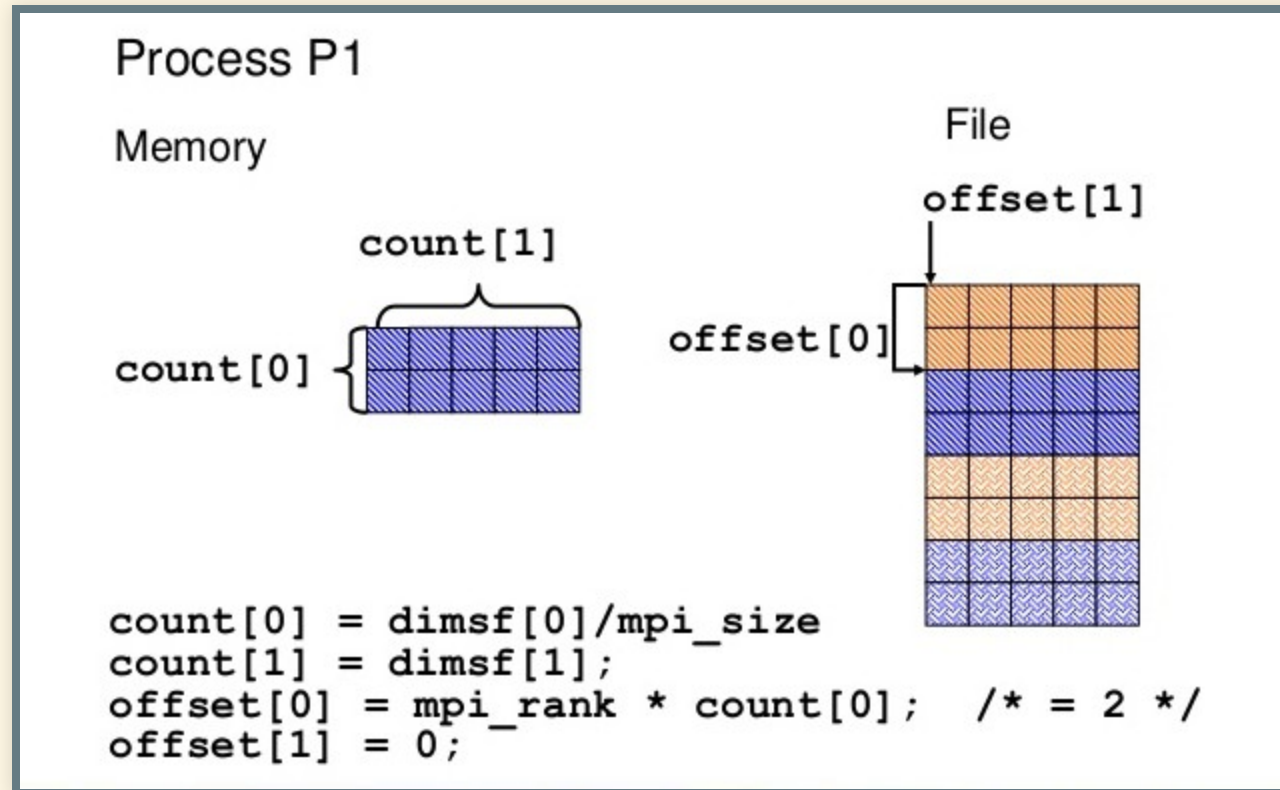 Process P1
Memory
File
offset[1]
count[1]
offset[0]
count[0]
count[0] = dimsf[0]/mpi_size
count[1] = dimsf[1];
offset[0] = mpi_rank * count[0];  /* = 2 */
offset[1] = 0;